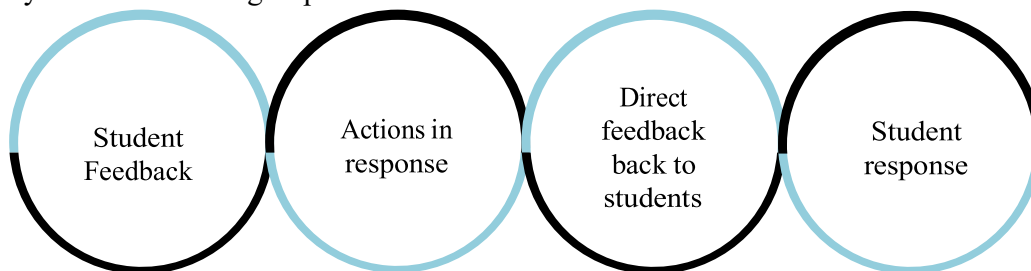 Student
Feedback
Actions in
response
Direct
feedback
back to
students
Student
response